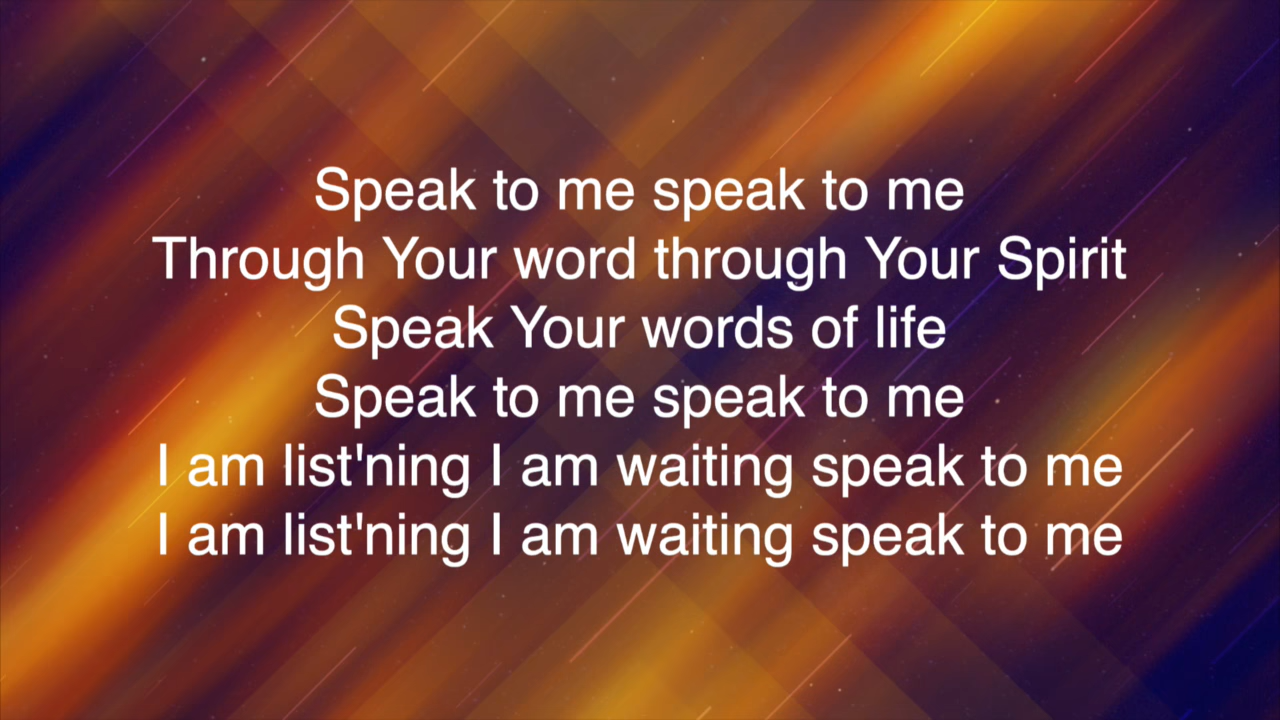 Speak to me speak to me
Through Your word through Your Spirit
Speak Your words of life
Speak to me speak to me
I am list'ning I am waiting speak to me
I am list'ning I am waiting speak to me